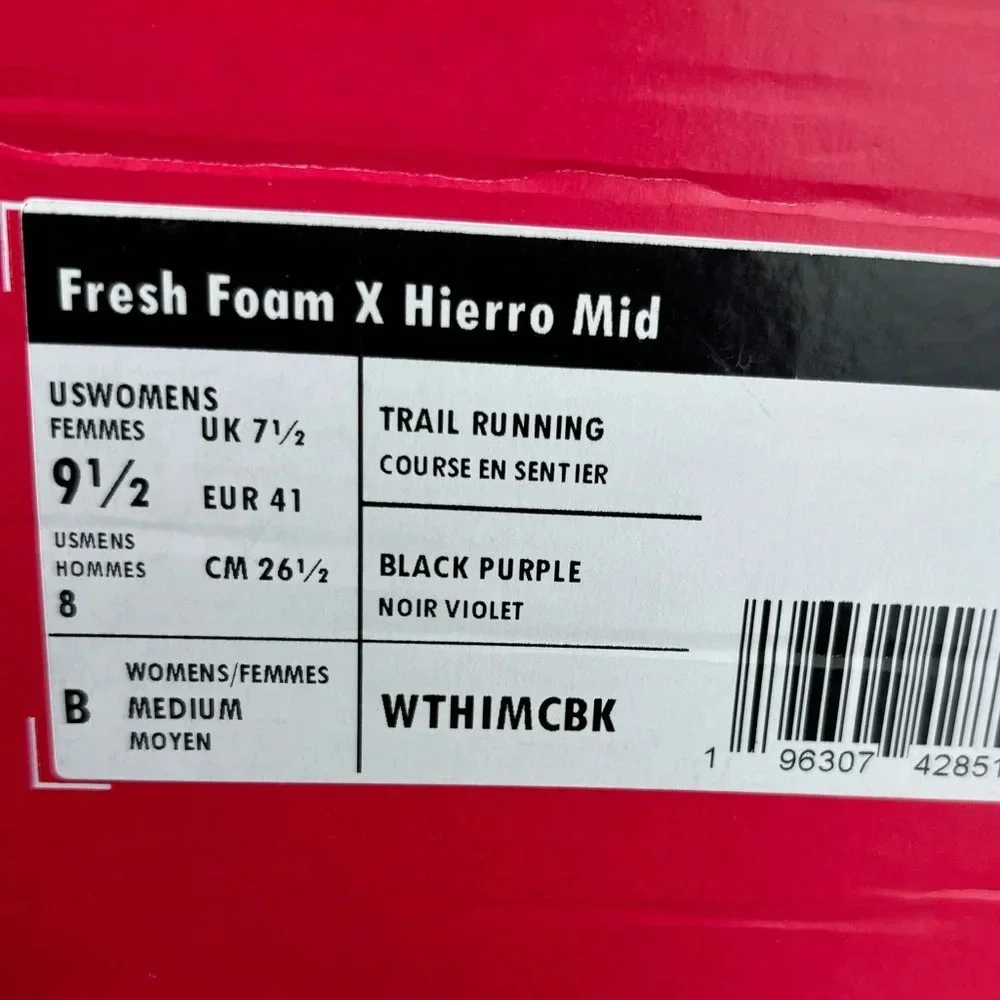 Fresh Foam X Hierro Mid
USWOMENS
FEMMES UK 7½
9½ EUR 41
USMENS
HOMMES CM 26½
8
B WOMENS/FEMMES
MEDIUM
MOYEN
TRAIL RUNNING
COURSE EN SENTIER
BLACK PURPLE
NOIR VIOLET
WTHIMCBK
1 96307 42851